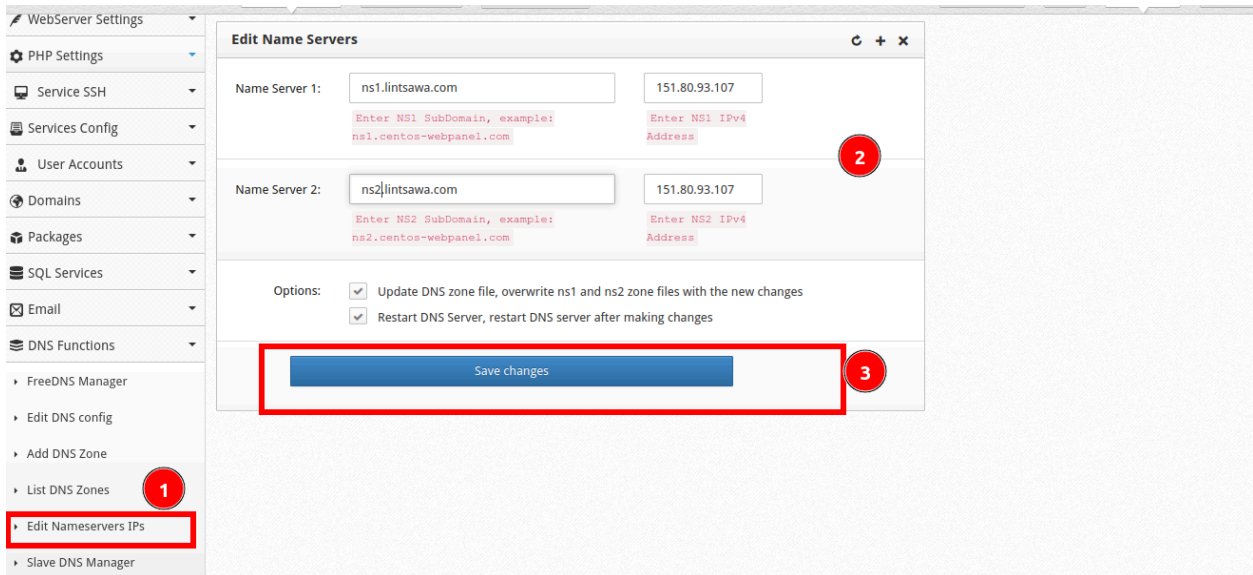 WebServer Settings
PHP Settings
Service SSH
Services Config
User Accounts
Domains
Packages
SQL Services
Email
DNS Functions
FreeDNS Manager
Edit DNS config
Add DNS Zone
List DNS Zones
1
Edit Nameservers IPs
Slave DNS Manager
Edit Name Servers
Name Server 1: ns1.lintsawa.com 151.80.93.107
Enter NS1 SubDomain, example: Enter NS1 IPv4
ns1.centos-webpanel.com Address
2
Name Server 2: ns2.lintsawa.com 151.80.93.107
Enter NS2 SubDomain, example: Enter NS2 IPv4
ns2.centos-webpanel.com Address
Options: Update DNS zone file, overwrite ns1 and ns2 zone files with the new changes
Restart DNS Server, restart DNS server after making changes
Save changes
3